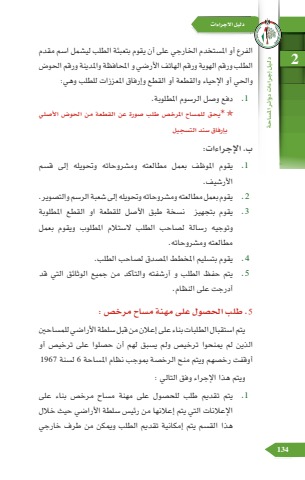 دليل الاجراءات
2
دليل إجراءات دوائر المساحة
الفرع أو المستخدم الخارجي على أن يقوم بتعبئة الطلب ليشمل اسم مقدم
الطلب ورقم الهوية ورقم الهاتف الأرضي و المحافظة والمدينة ورقم الحوض
والحي أو الإحياء والقطعة أو القطع وإرفاق المعززات للطلب وهي:
1. دفع وصل الرسوم المطلوبة.
★ *يحق للمساح المرخص طلب صورة عن القطعة من الحوض الأصلي
بإرفاق سند التسجيل
ب. الإجراءات:
1. يقوم الموظف بعمل مطالعته ومشروحاته وتحويله إلى قسم
الأرشيف.
2. يقوم بعمل مطالعته ومشروحاته وتحويله إلى شعبة الرسم والتصوير.
3. يقوم بتجهيز نسخة طبق الأصل للقطعة او القطع المطلوبة
وتوجيه رسالة لصاحب الطلب لاستلام المطلوب ويقوم بعمل
مطالعته ومشروحاته.
4. يقوم بتسليم المخطط المصدق لصاحب الطلب.
5. يتم حفظ الطلب و أرشفته والتأكد من جميع الوثائق التي قد
أدرجت على النظام.
5. طلب الحصول على مهنة مساح مرخص :
يتم استقبال الطلبات بناء على إعلان من قبل سلطة الأراضي للمساحين
الذين لم يمنحوا ترخيص ولم يسبق لهم أن حصلوا على ترخيص أو
أوقفت رخصهم ويتم منح الرخصة بموجب نظام المساحة 6 لسنة 1967
ويتم هذا الإجراء وفق التالي :
1. يتم تقديم طلب للحصول على مهنة مساح مرخص بناء على
الإعلانات التي يتم إعلانها من رئيس سلطة الأراضي حيث خلال
هذا القسم يتم إمكانية تقديم الطلب ويمكن من طرف خارجي
134